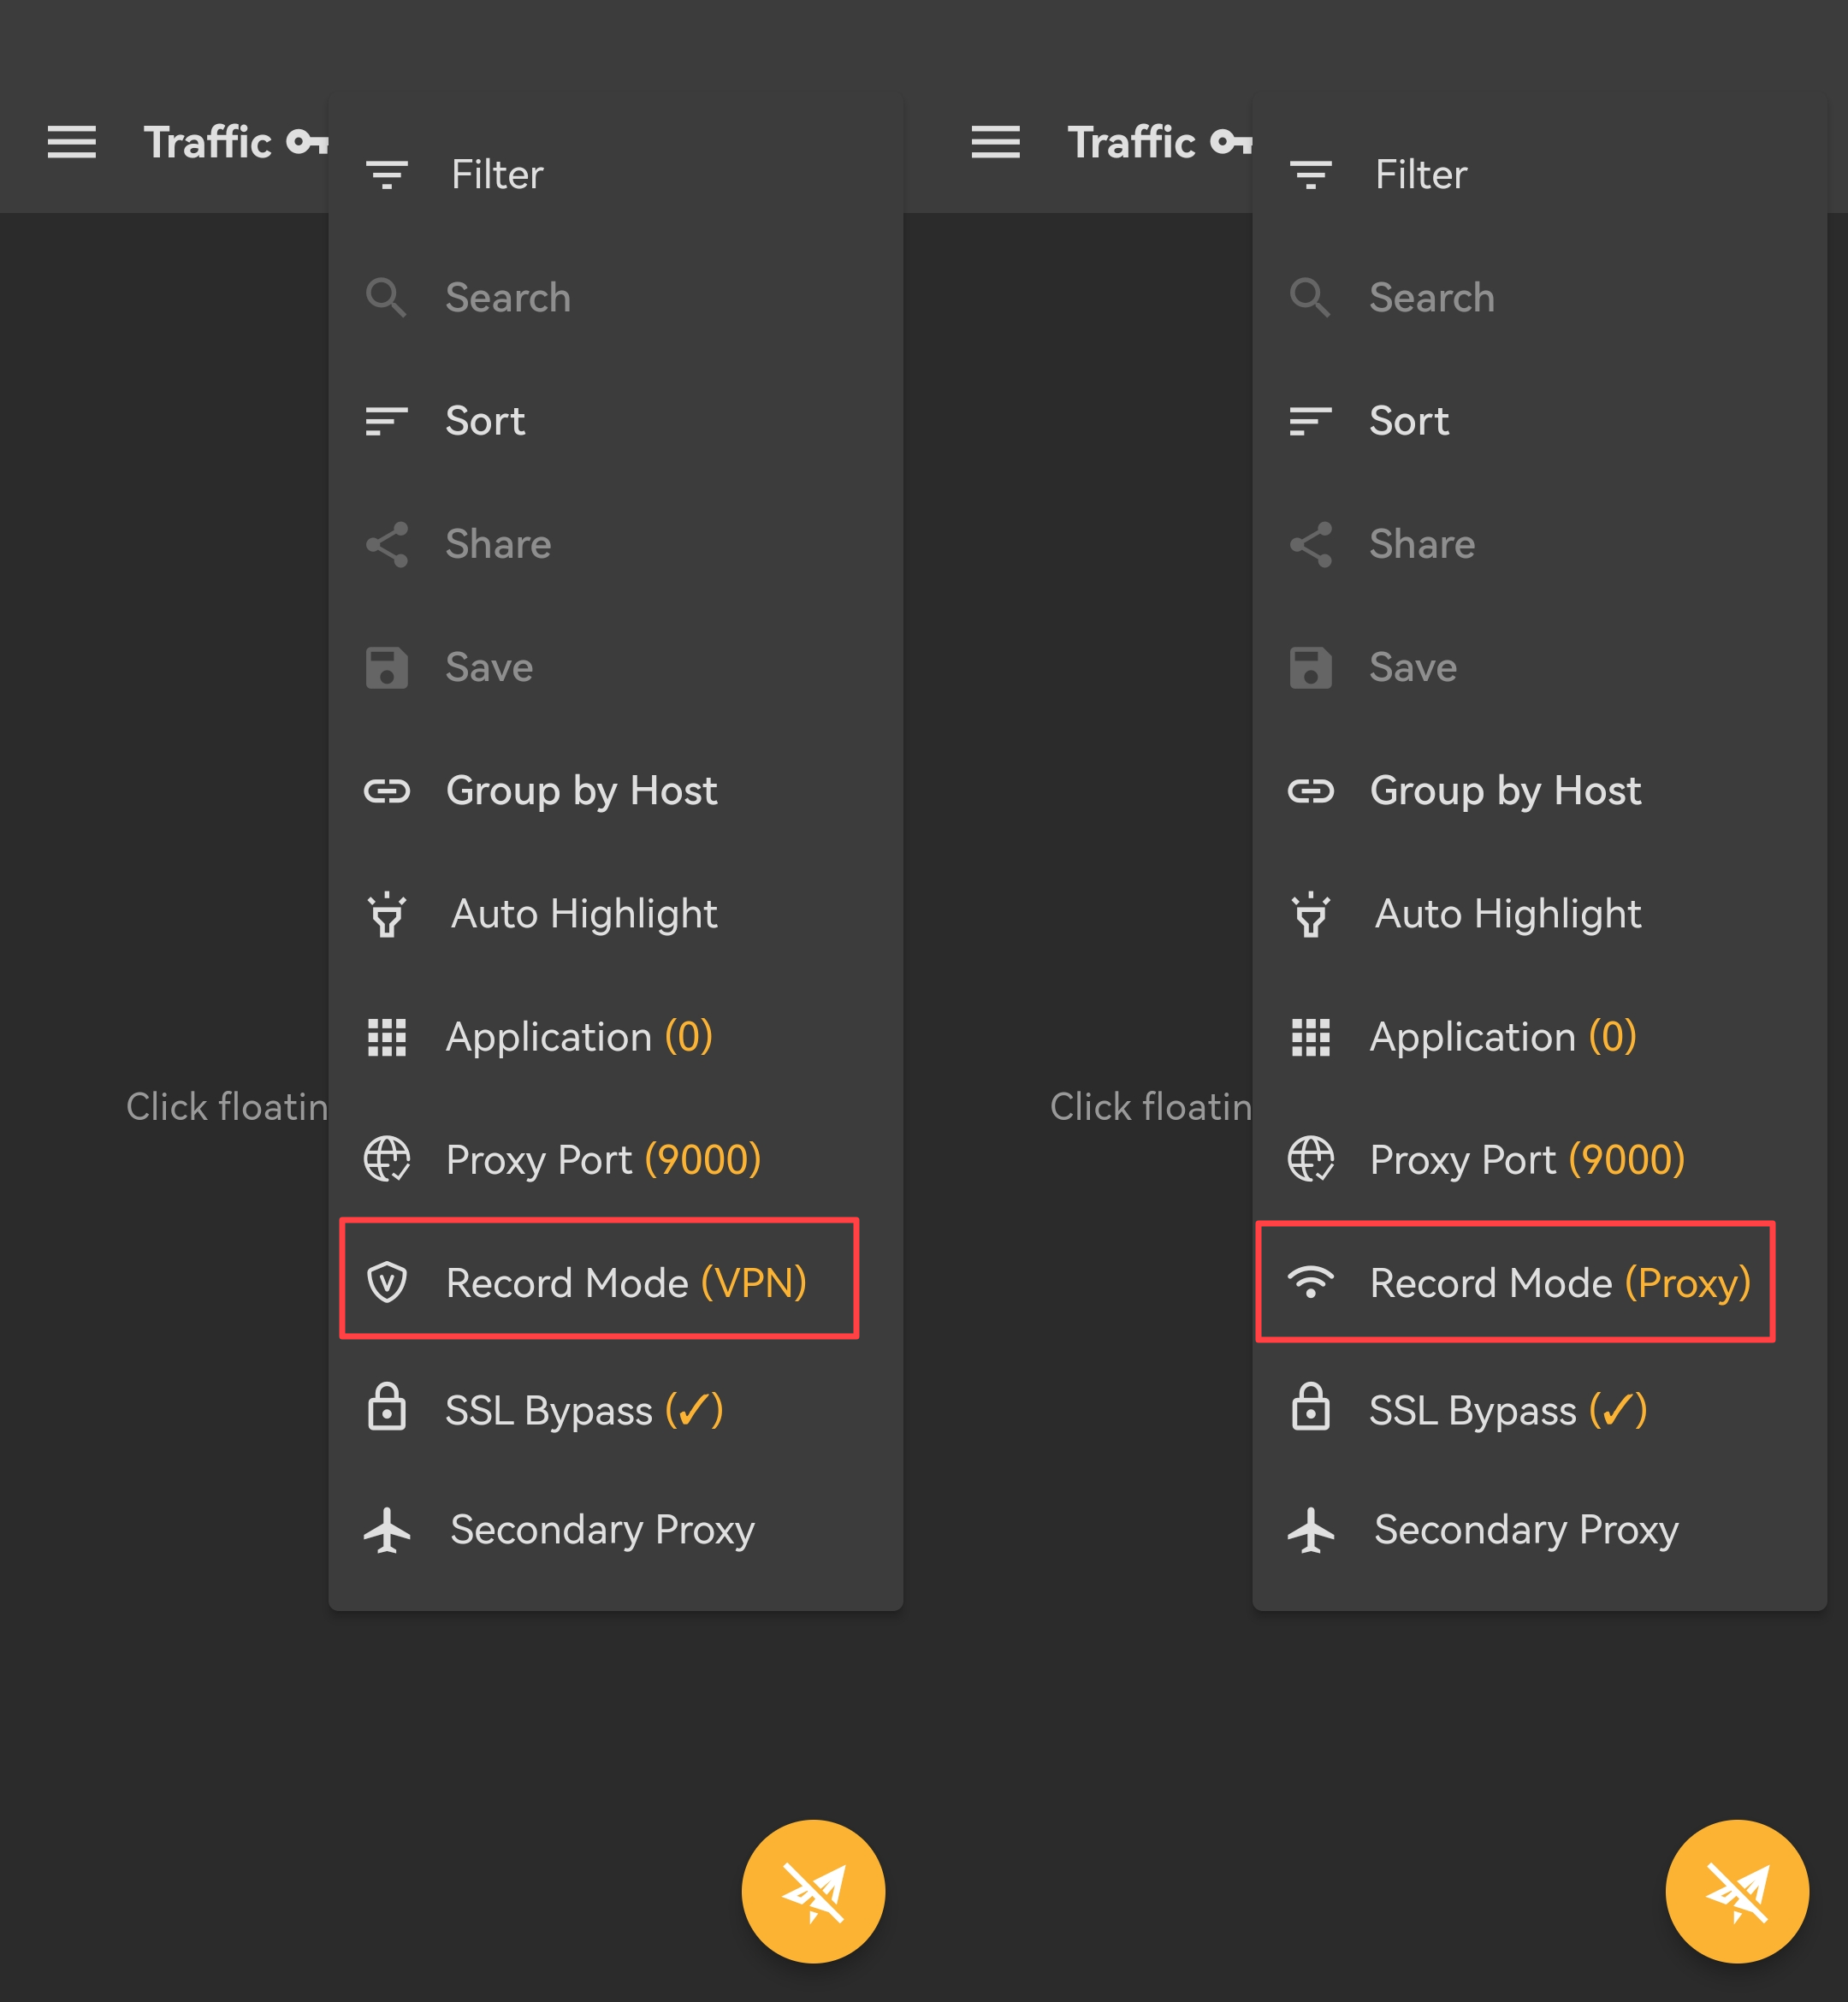 Traffic
Filter
Search
Sort
Share
Save
Group by Host
Auto Highlight
Application (0)
Click floatin
Proxy Port (9000)
Record Mode (VPN)
SSL Bypass (✓)
Secondary Proxy
Traffic
Filter
Search
Sort
Share
Save
Group by Host
Auto Highlight
Application (0)
Click floatin
Proxy Port (9000)
Record Mode (Proxy)
SSL Bypass (✓)
Secondary Proxy